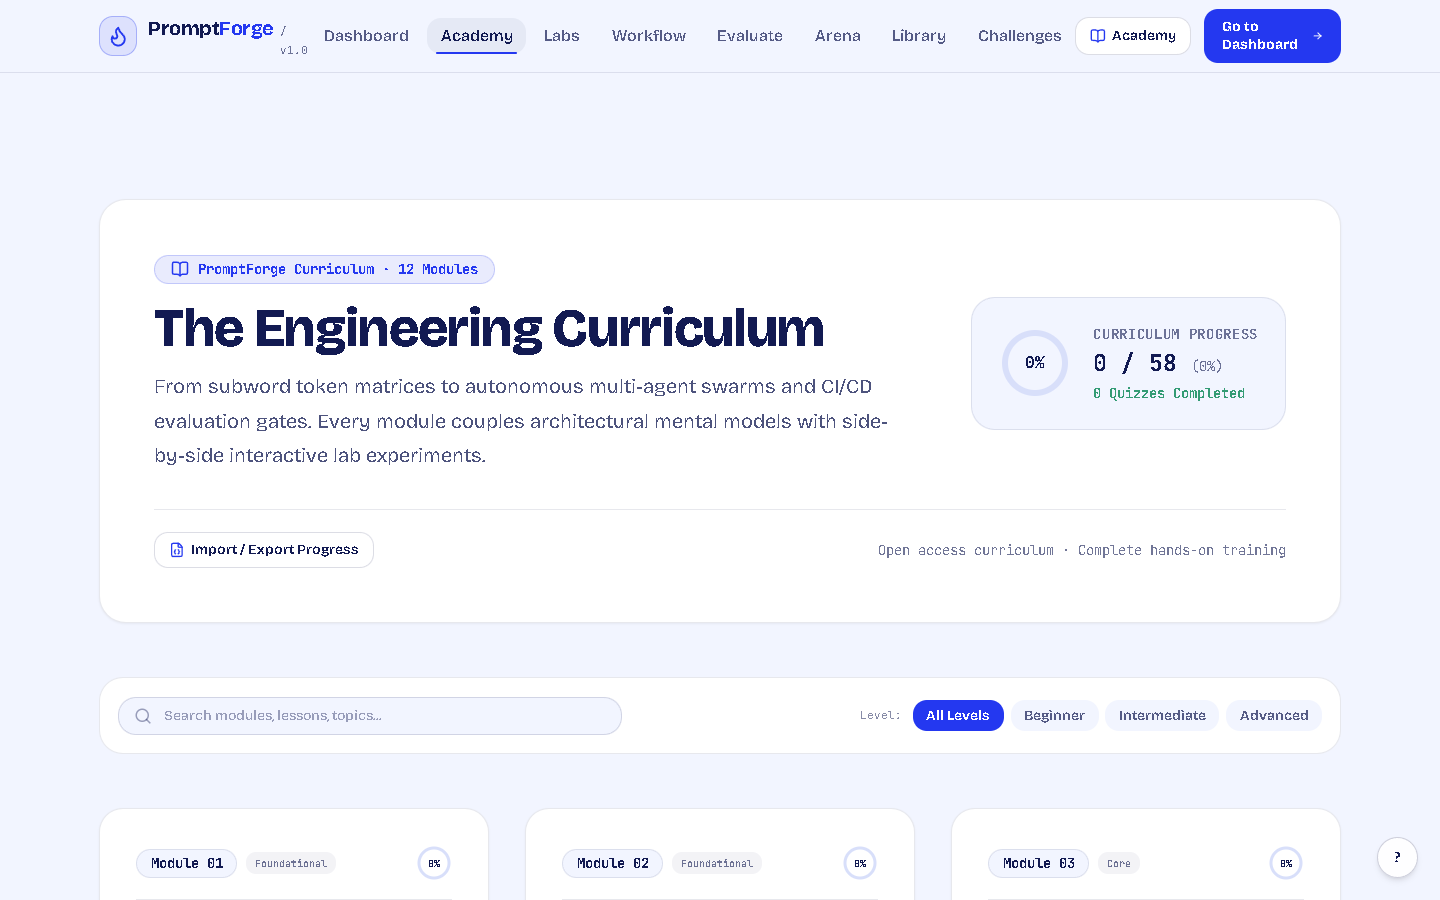 PromptForge / v1.0
Dashboard
Academy
Labs
Workflow
Evaluate
Arena
Library
Challenges
Academy
Go to
Dashboard →
PromptForge Curriculum · 12 Modules
The Engineering Curriculum
From subword token matrices to autonomous multi-agent swarms and CI/CD
evaluation gates. Every module couples architectural mental models with side-
by-side interactive lab experiments.
0%
CURRICULUM PROGRESS
0 / 58 (0%)
0 Quizzes Completed
Import / Export Progress
Open access curriculum · Complete hands-on training
Search modules, lessons, topics...
Level:
All Levels
Beginner
Intermediate
Advanced
Module 01
Foundational
0%
Module 02
Foundational
0%
Module 03
Core
0%
?